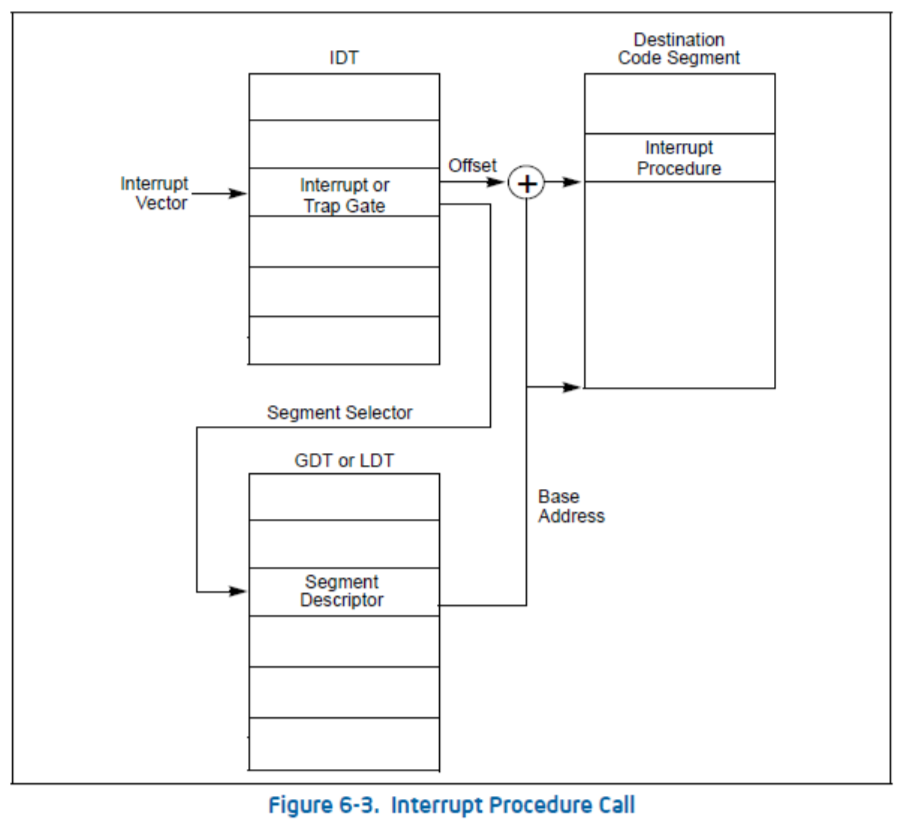 IDT
Destination
Code Segment
Interrupt
Vector
Interrupt or
Trap Gate
Offset
+
Interrupt
Procedure
Segment Selector
GDT or LDT
Segment
Descriptor
Base
Address
Figure 6-3. Interrupt Procedure Call